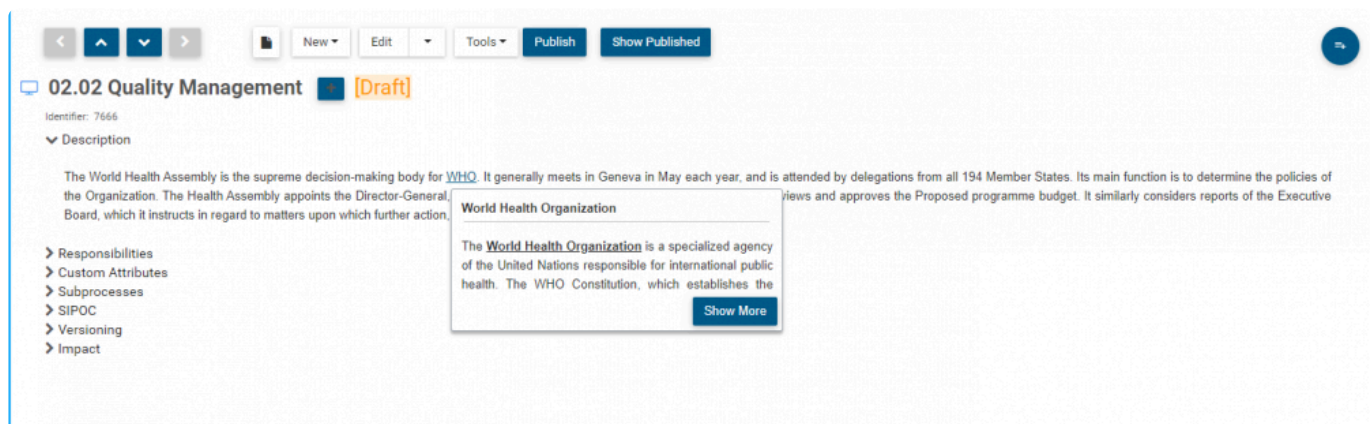 New Edit Tools Publish Show Published
02.02 Quality Management + [Draft]
Identifier: 7666
Description
The World Health Assembly is the supreme decision-making body for WHO. It generally meets in Geneva in May each year, and is attended by delegations from all 194 Member States. Its main function is to determine the policies of
the Organization. The Health Assembly appoints the Director-General, views and approves the Proposed programme budget. It similarly considers reports of the Executive
Board, which it instructs in regard to matters upon which further action,
World Health Organization
The World Health Organization is a specialized agency
of the United Nations responsible for international public
health. The WHO Constitution, which establishes the
Show More
Responsibilities
Custom Attributes
Subprocesses
SIPOC
Versioning
Impact